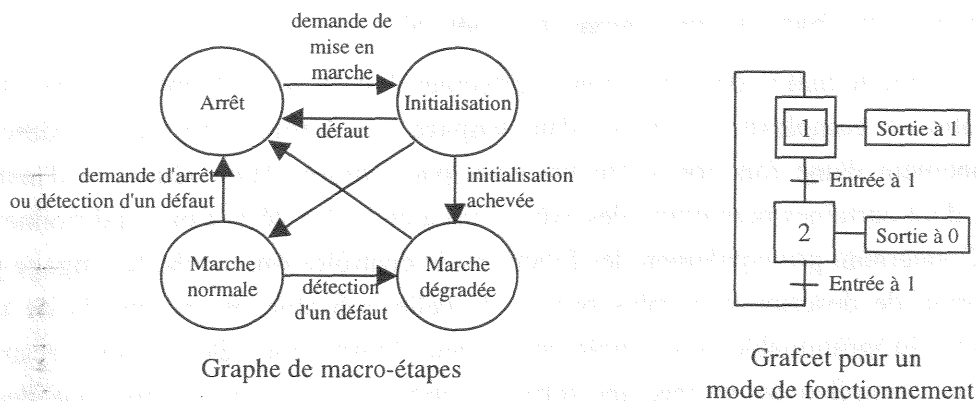 demande de
mise en
marche
Arrêt
Initialisation
défaut
demande d'arrêt
ou détection d'un défaut
initialisation
achevée
Marche
normale
détection
d'un défaut
Marche
dégradée
Graphe de macro-étapes
1
Sortie à 1
Entrée à 1
2
Sortie à 0
Entrée à 1
Grafcet pour un
mode de fonctionnement